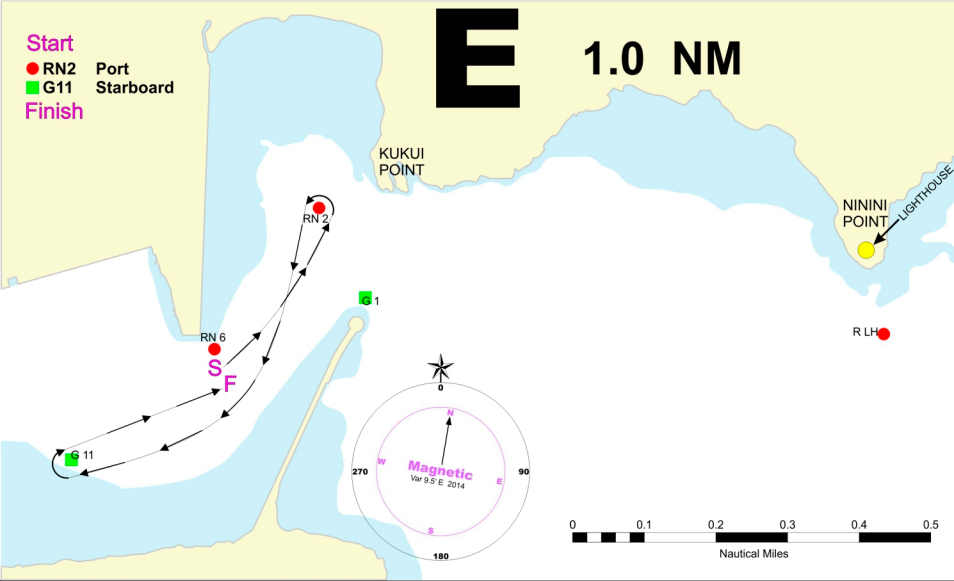 E
1.0 NM
Start
RN2 Port
G11 Starboard
Finish
KUKUI
POINT
NININI
POINT
LIGHTHOUSE
RN 2
G 1
RN 6
R LH
S
F
G 11
0
N
W
Magnetic
Var 9.5' E 2014
E
S
270
90
180
0
0.1
0.2
0.3
0.4
0.5
Nautical Miles